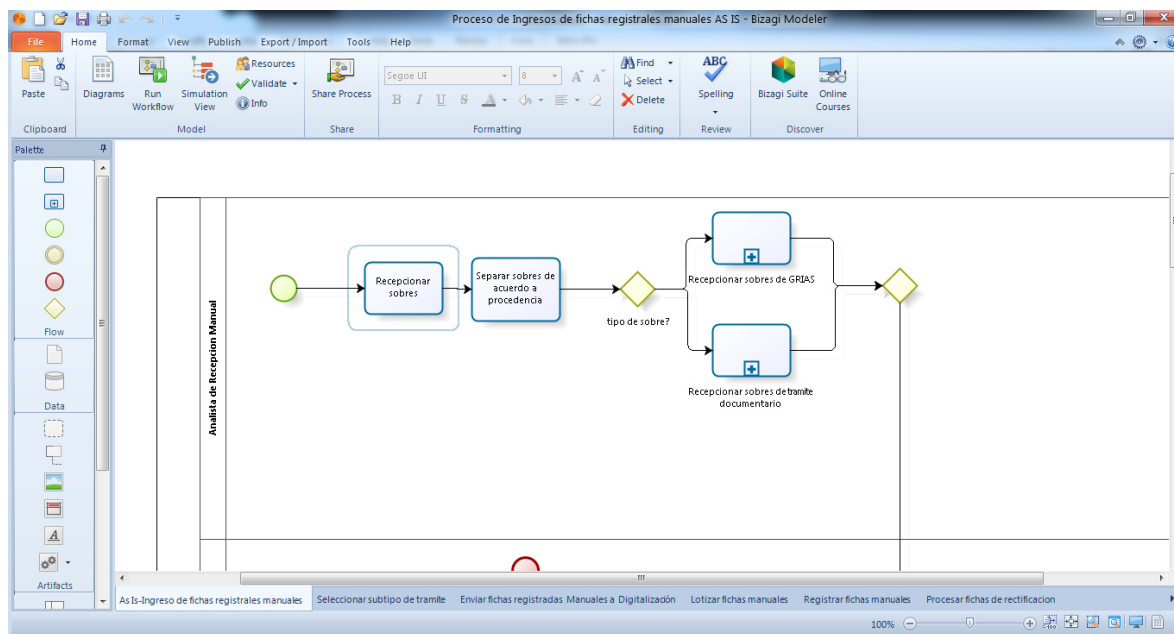 Proceso de Ingresos de fichas registrales manuales AS IS - Bizagi Modeler
File Home Format View Publish Export / Import Tools Help
Paste
Diagrams
Run Workflow
Simulation View
Resources
Validate
Info
Share Process
Segoe UI
8
A A
B I U S A
Find
Select
Delete
ABC
Spelling
Bizagi Suite
Online Courses
Clipboard Model Share Formatting Editing Review Discover
Palette
Flow
Data
A
Artifacts
Analista de Recepcion Manual
Recepcionar
sobres
Separar sobres de
acuerdo a
procedencia
tipo de sobre?
Recepcionar sobres de GRIAS
Recepcionar sobres de tramite
documentario
As Is-Ingreso de fichas registrales manuales Seleccionar subtipo de tramite Enviar fichas registradas Manuales a Digitalización Lotizar fichas manuales Registrar fichas manuales Procesar fichas de rectificacion
100%